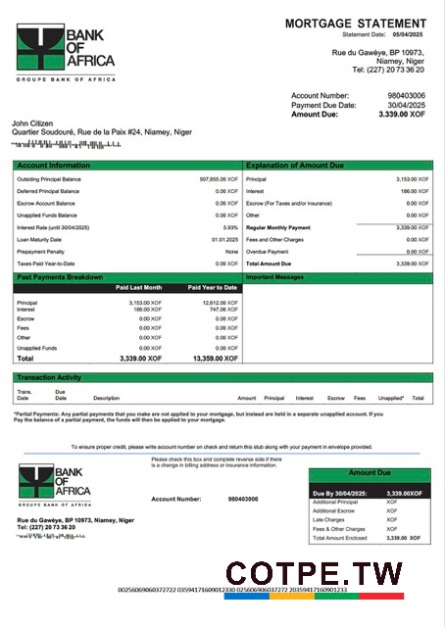 BANK
OF
AFRICA
GROUPE BANK OF AFRICA
MORTGAGE STATEMENT
Statement Date: 05/04/2025
Rue du Gawèye, BP 10973,
Niamey, Niger
Tel: (227) 20 73 36 20
Account Number: 980403006
Payment Due Date: 30/04/2025
Amount Due: 3.339.00 XOF
John Citizen
Quartier Soudouré, Rue de la Paix #24, Niamey, Niger
Account Information
Outsiding Principal Balance 507,855.00 XOF
Deferred Principal Balance 0.00 XOF
Escrow Account Balance 0.00 XOF
Unapplied Funds Balance 0.00 XOF
Interest Rate (until 30/04/2025) 5.93%
Loan Maturity Date 01.01.2025
Prepayment Penalty None
Taxes Paid Year-to-Date 0.00 XOF
Explanation of Amount Due
Principal 3,153.00 XOF
Interest 186.00 XOF
Escrow (For Taxes and/or insurance) 0.00 XOF
Other 0.00 XOF
Regular Monthly Payment 3,339.00 XOF
Fees and Other Charges 0.00 XOF
Overdue Payment 0.00 XOF
Total Amount Due 3,339.00 XOF
Past Payments Breakdown
Paid Last Month Paid Year to Date
Principal 3,153.00 XOF 12,612.00 XOF
Interest 186.00 XOF 747.00 XOF
Escrow 0.00 XOF 0.00 XOF
Fees 0.00 XOF 0.00 XOF
Other 0.00 XOF 0.00 XOF
Unapplied Funds 0.00 XOF 0.00 XOF
Total 3,339.00 XOF 13,359.00 XOF
Important Messages
Transaction Activity
Trans. Date Due Date Description Amount Principal Interest Escrow Fees Unapplied* Total
*Partial Payments: Any partial payments that you make are not applied to your mortgage, but instead are held in a separate unapplied account. If you
Pay the balance of a partial payment, the funds will then be applied to your mortgage.
To ensure proper credit, please write account number on check and return this stub along with your payment in envelope provided.
BANK
OF
AFRICA
GROUPE BANK OF AFRICA
Rue du Gawèye, BP 10973, Niamey, Niger
Tel: (227) 20 73 36 20
Please check this box and complete reverse side if there
is a change in billing address or insurance information.
Account Number: 980403006
Amount Due
Due By 30/04/2025: 3,339.00XOF
Additional Principal XOF
Additional Escrow XOF
Late Charges XOF
Fees & Other Charges XOF
Total Amount Enclosed 3,339.00 XOF
COTPE.TW